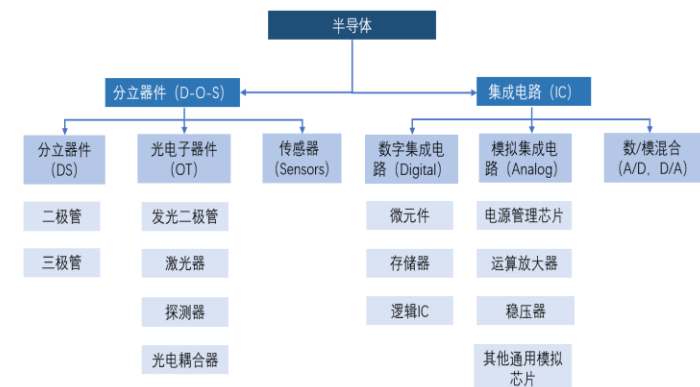 半导体
分立器件（D-O-S）
集成电路（IC）
分立器件
（DS）
光电子器件
（OT）
传感器
（Sensors）
数字集成电
路（Digital）
模拟集成电
路（Analog）
数/模混合
（A/D，D/A）
二极管
三极管
发光二极管
激光器
探测器
光电耦合器
微元件
存储器
逻辑IC
电源管理芯片
运算放大器
稳压器
其他通用模拟
芯片